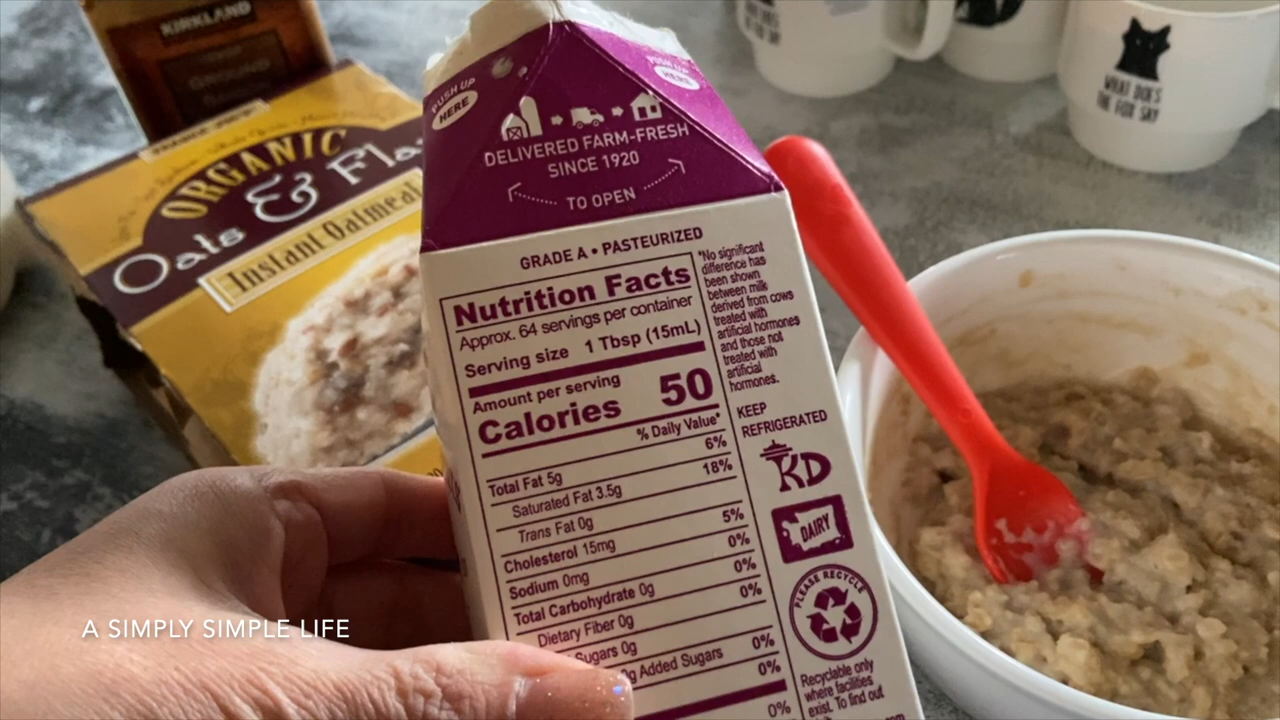 KIRKLAND
ORGANIC
Oats & Fla
Instant Oatmeal
PUSH UP
HERE
PUSH UP
HERE
DELIVERED FARM-FRESH
SINCE 1920
TO OPEN
GRADE A • PASTEURIZED
Nutrition Facts
Approx. 64 servings per container
Serving size 1 Tbsp (15mL)
Amount per serving
Calories 50
% Daily Value*
Total Fat 5g 6%
Saturated Fat 3.5g 18%
Trans Fat 0g
Cholesterol 15mg 5%
Sodium 0mg 0%
Total Carbohydrate 0g 0%
Dietary Fiber 0g 0%
Sugars 0g
0g Added Sugars 0%
0%
0%
*No significant
difference has
been shown
between milk
derived from cows
treated with
artificial hormones
and those not
treated with
artificial
hormones.
KEEP
REFRIGERATED
KD
DAIRY
PLEASE RECYCLE
Recyclable only
where facilities
exist. To find out
WHAT DOES
THE FOX SAY
A SIMPLY SIMPLE LIFE